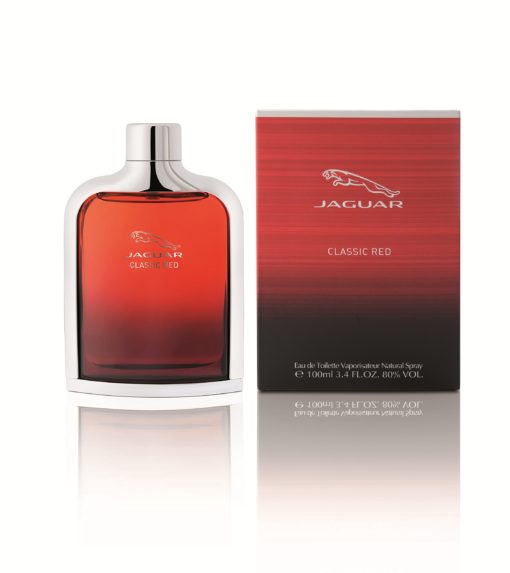 JAGUAR
CLASSIC RED
JAGUAR
CLASSIC RED
Eau de Toilette Vaporisateur Natural Spray
℮ 100ml 3.4 FL.OZ. 80% VOL.